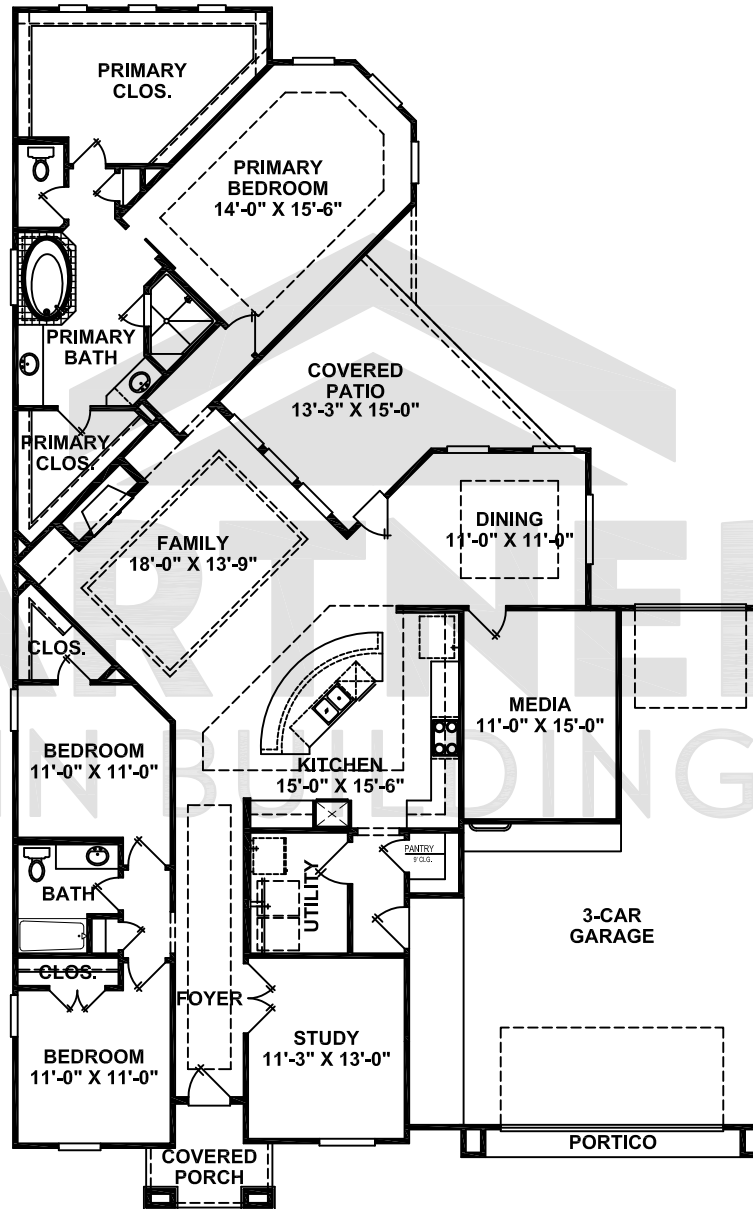 PRIMARY
CLOS.
PRIMARY
BEDROOM
14'-0" X 15'-6"
PRIMARY
BATH
COVERED
PATIO
13'-3" X 15'-0"
PRIMARY
CLOS.
FAMILY
18'-0" X 13'-9"
DINING
11'-0" X 11'-0"
ARTNER
IN BUILDING
CLOS.
MEDIA
11'-0" X 15'-0"
BEDROOM
11'-0" X 11'-0"
KITCHEN
15'-0" X 15'-6"
PANTRY
9' CLG.
BATH
UTILITY
3-CAR
GARAGE
CLOS.
FOYER
STUDY
11'-3" X 13'-0"
BEDROOM
11'-0" X 11'-0"
PORTICO
COVERED
PORCH